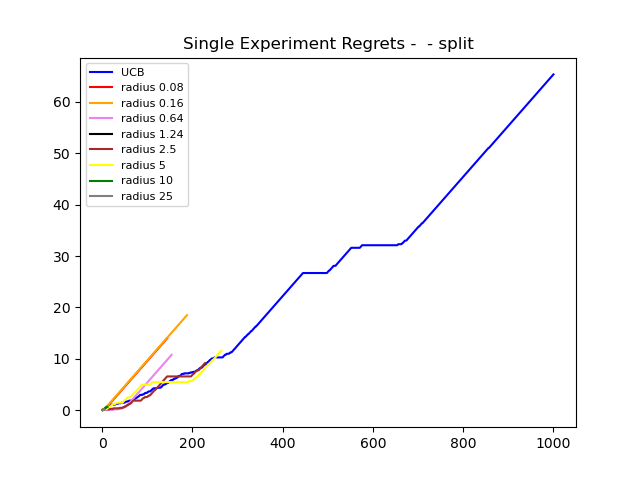 Single Experiment Regrets -  - split
UCB
radius 0.08
radius 0.16
radius 0.64
radius 1.24
radius 2.5
radius 5
radius 10
radius 25
60
50
40
30
20
10
0
0 200 400 600 800 1000